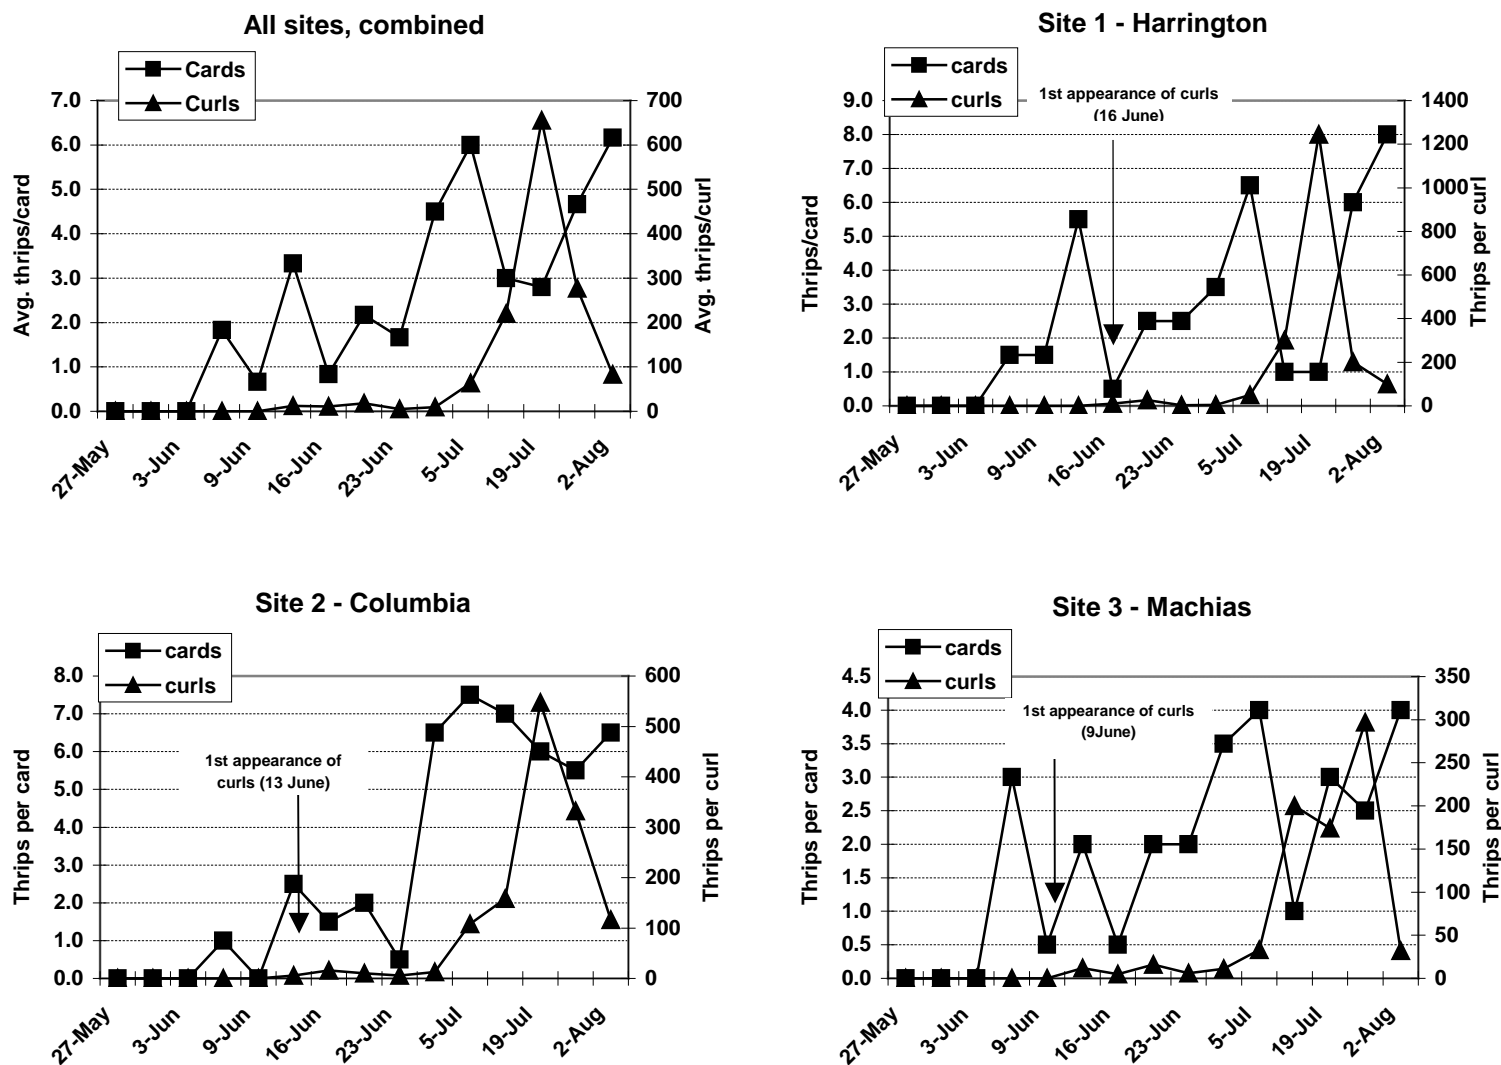 All sites, combined
Cards
Curls
7.0
6.0
5.0
4.0
3.0
2.0
1.0
0.0
700
600
500
400
300
200
100
0
Avg. thrips/card
Avg. thrips/curl
27-May
3-Jun
9-Jun
16-Jun
23-Jun
5-Jul
19-Jul
2-Aug
Site 1 - Harrington
cards
curls
1st appearance of curls
(16 June)
9.0
8.0
7.0
6.0
5.0
4.0
3.0
2.0
1.0
0.0
1400
1200
1000
800
600
400
200
0
Thrips/card
Thrips per curl
27-May
3-Jun
9-Jun
16-Jun
23-Jun
5-Jul
19-Jul
2-Aug
Site 2 - Columbia
cards
curls
1st appearance of
curls (13 June)
8.0
7.0
6.0
5.0
4.0
3.0
2.0
1.0
0.0
600
500
400
300
200
100
0
Thrips per card
Thrips per curl
27-May
3-Jun
9-Jun
16-Jun
23-Jun
5-Jul
19-Jul
2-Aug
Site 3 - Machias
cards
curls
1st appearance of curls
(9June)
4.5
4.0
3.5
3.0
2.5
2.0
1.5
1.0
0.5
0.0
350
300
250
200
150
100
50
0
Thrips per card
Thrips per curl
27-May
3-Jun
9-Jun
16-Jun
23-Jun
5-Jul
19-Jul
2-Aug